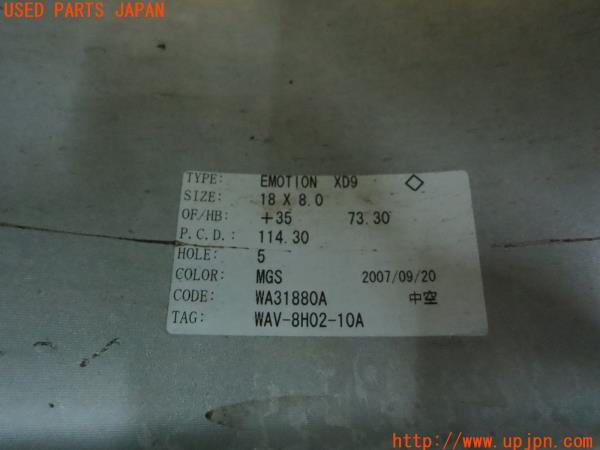 USED PARTS JAPAN
TYPE: EMOTION XD9 ◇
SIZE: 18 X 8.0
OF/HB: +35 73.30
P.C.D.: 114.30
HOLE: 5
COLOR: MGS 2007/09/20
CODE: WA31880A 中空
TAG: WAV-8H02-10A
http://www.upjpn.com